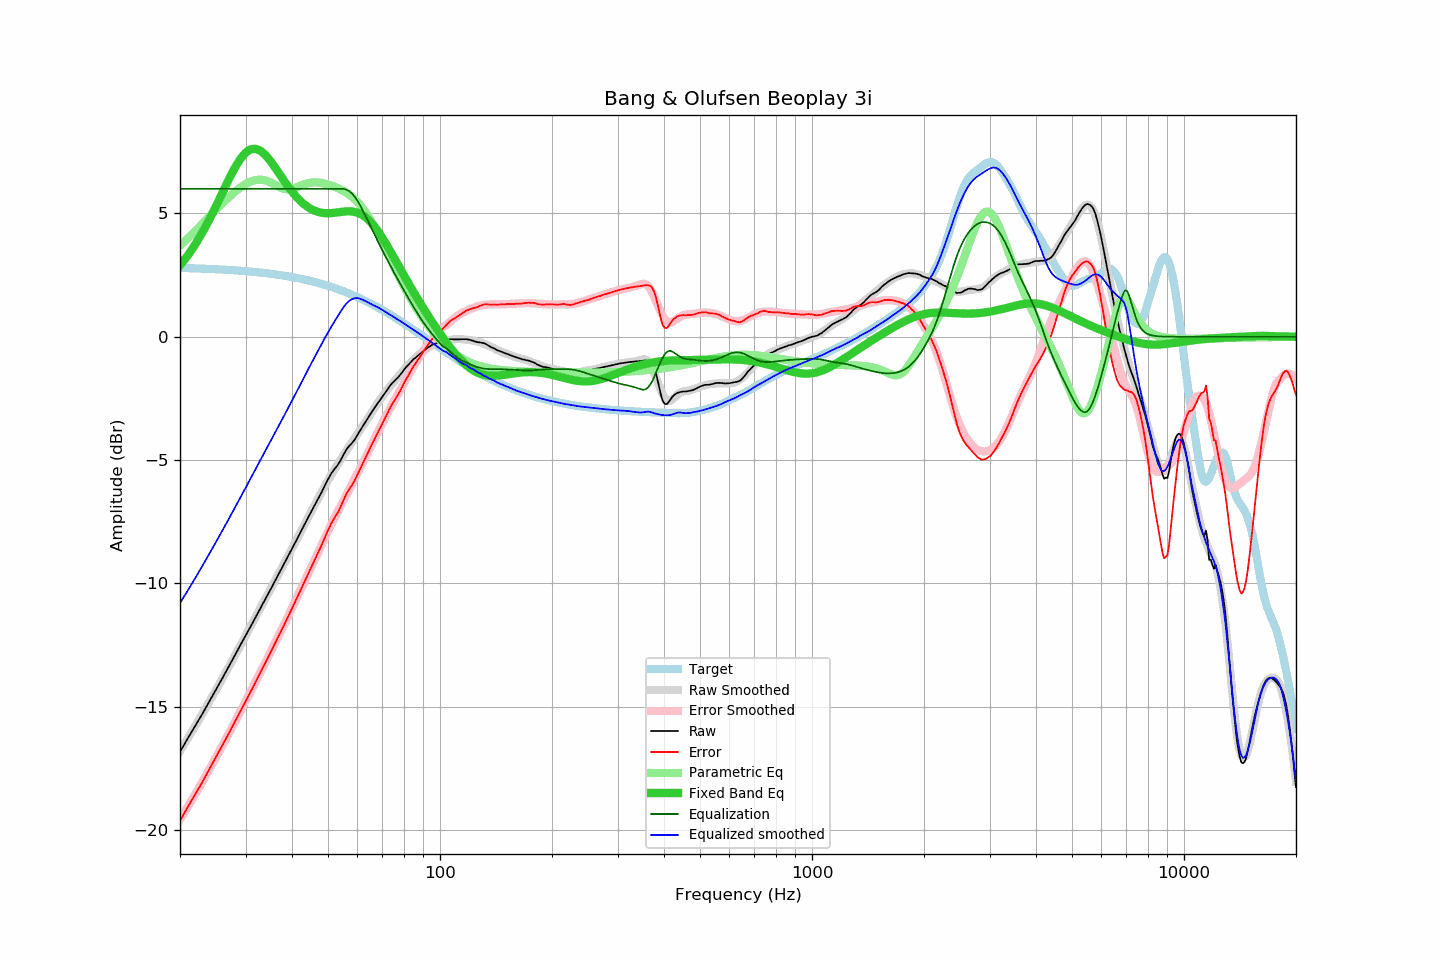 Bang & Olufsen Beoplay 3i
Amplitude (dBr)
5
0
−5
−10
−15
−20
Target
Raw Smoothed
Error Smoothed
Raw
Error
Parametric Eq
Fixed Band Eq
Equalization
Equalized smoothed
100
1000
10000
Frequency (Hz)